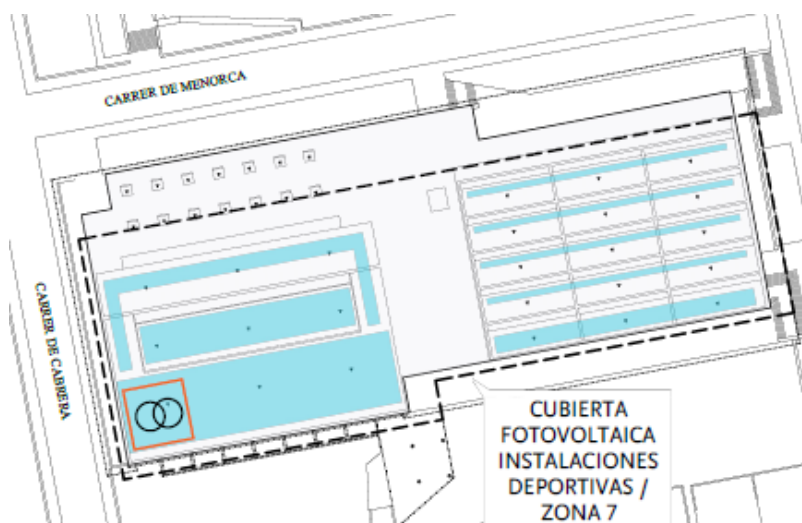 CARRER DE MENORCA
CARRER DE CABRERA
CUBIERTA
FOTOVOLTAICA
INSTALACIONES
DEPORTIVAS /
ZONA 7